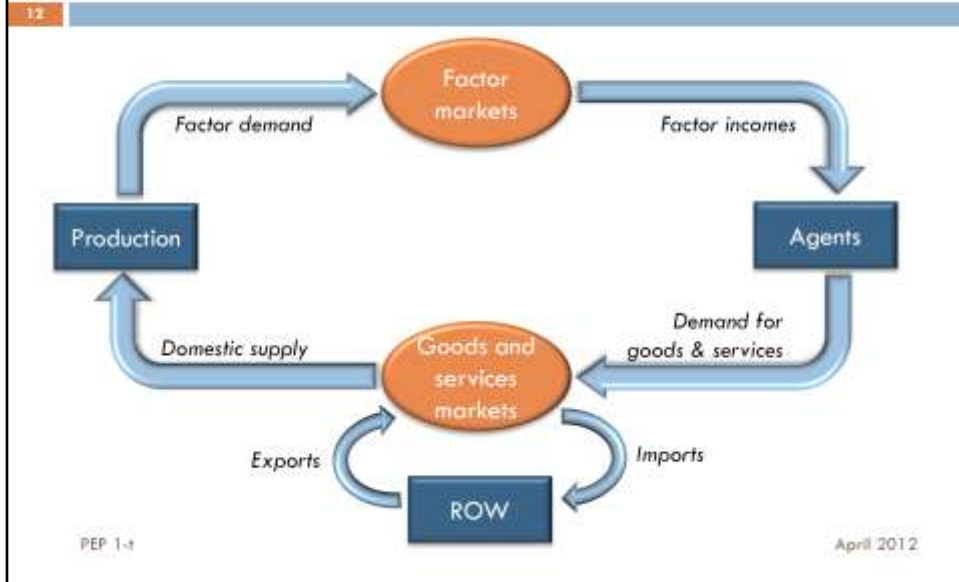 12
Factor
markets
Factor demand
Factor incomes
Production
Agents
Domestic supply
Demand for
goods & services
Goods and
services
markets
Exports
Imports
ROW
PEP 1-t
April 2012